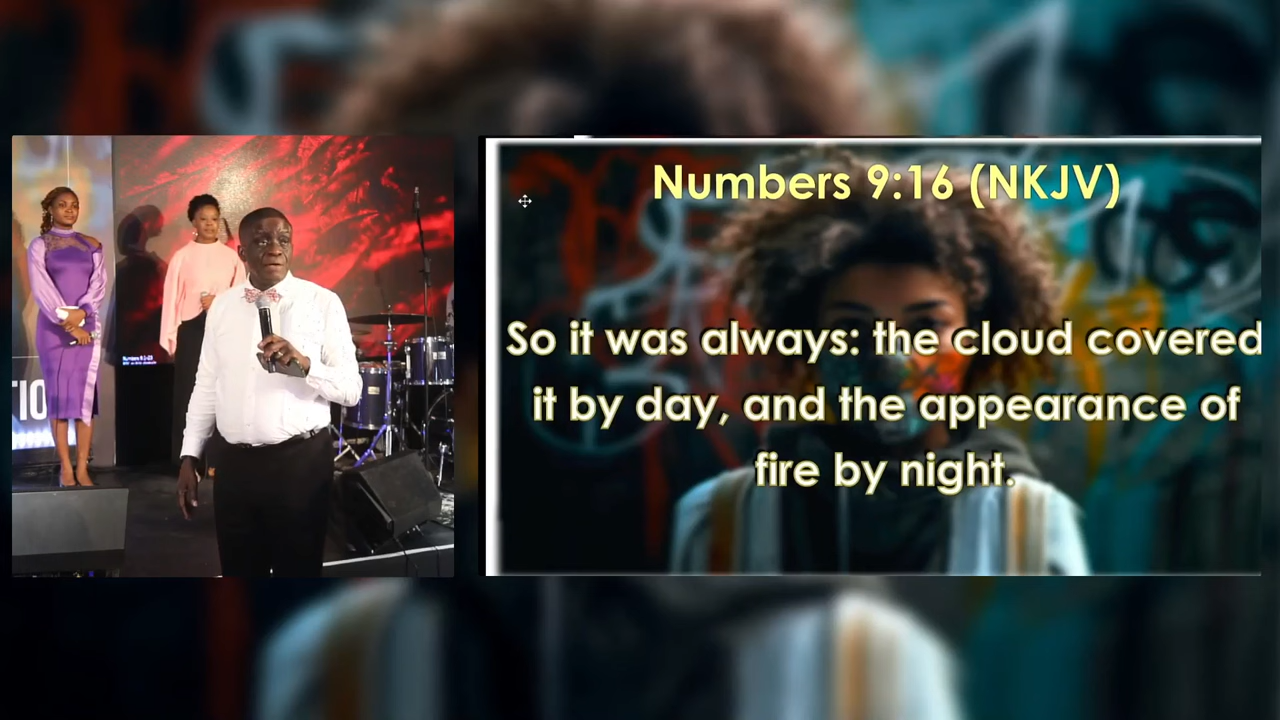 TIO
Numbers 9:16 (NKJV)
So it was always: the cloud covered
it by day, and the appearance of
fire by night.